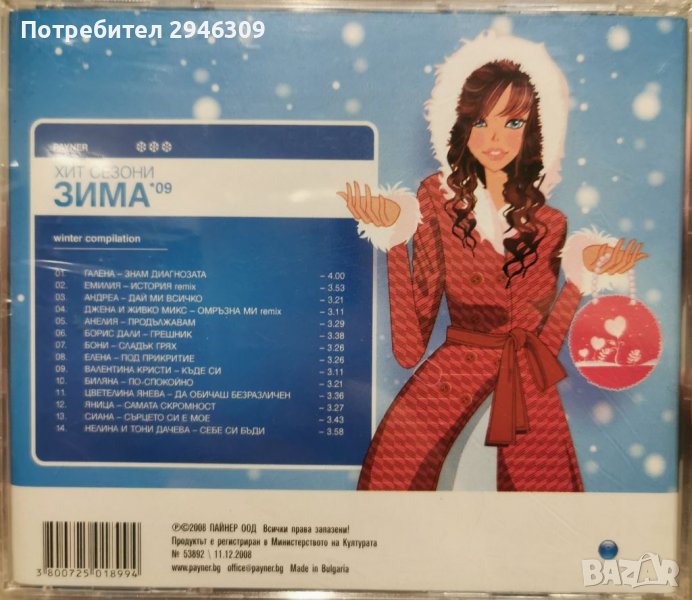 Потребител 2946309
PAYNER
ХИТ СЕЗОНИ
ЗИМА*09
winter compilation
01. ГАЛЕНА – ЗНАМ ДИАГНОЗАТА – 4.00
02. ЕМИЛИЯ – ИСТОРИЯ remix – 3.53
03. АНДРЕА – ДАЙ МИ ВСИЧКО – 3.21
04. ДЖЕНА И ЖИВКО МИКС – ОМРЪЗНА МИ remix – 3.11
05. АНЕЛИЯ – ПРОДЪЛЖАВАМ – 3.29
06. БОРИС ДАЛИ – ГРЕШНИК – 3.38
07. БОНИ – СЛАДЪК ГРЯХ – 3.26
08. ЕЛЕНА – ПОД ПРИКРИТИЕ – 3.26
09. ВАЛЕНТИНА КРИСТИ – КЪДЕ СИ – 3.11
10. БИЛЯНА – ПО-СПОКОЙНО – 3.21
11. ЦВЕТЕЛИНА ЯНЕВА – ДА ОБИЧАШ БЕЗРАЗЛИЧЕН – 3.36
12. ЯНИЦА – САМАТА СКРОМНОСТ – 3.27
13. СИАНА – СЪРЦЕТО СИ Е МОЕ – 3.43
14. НЕЛИНА И ТОНИ ДАЧЕВА – СЕБЕ СИ БЪДИ – 3.58
℗©2008 ПАЙНЕР ООД Всички права запазени!
Продуктът е регистриран в Министерството на Културата
№ 53892 \ 11.12.2008
www.payner.bg office@payner.bg Made in Bulgaria
3 800725 018994
BAZAR